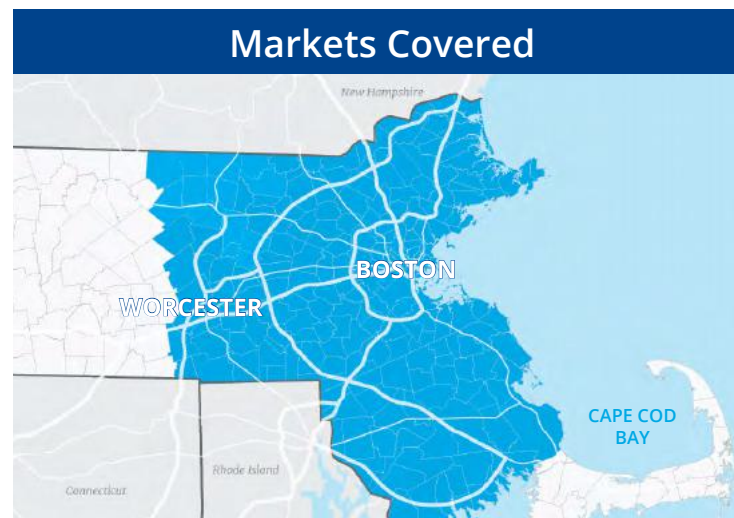 Markets Covered
New Hampshire
BOSTON
WORCESTER
CAPE COD
BAY
Rhode Island
Connecticut